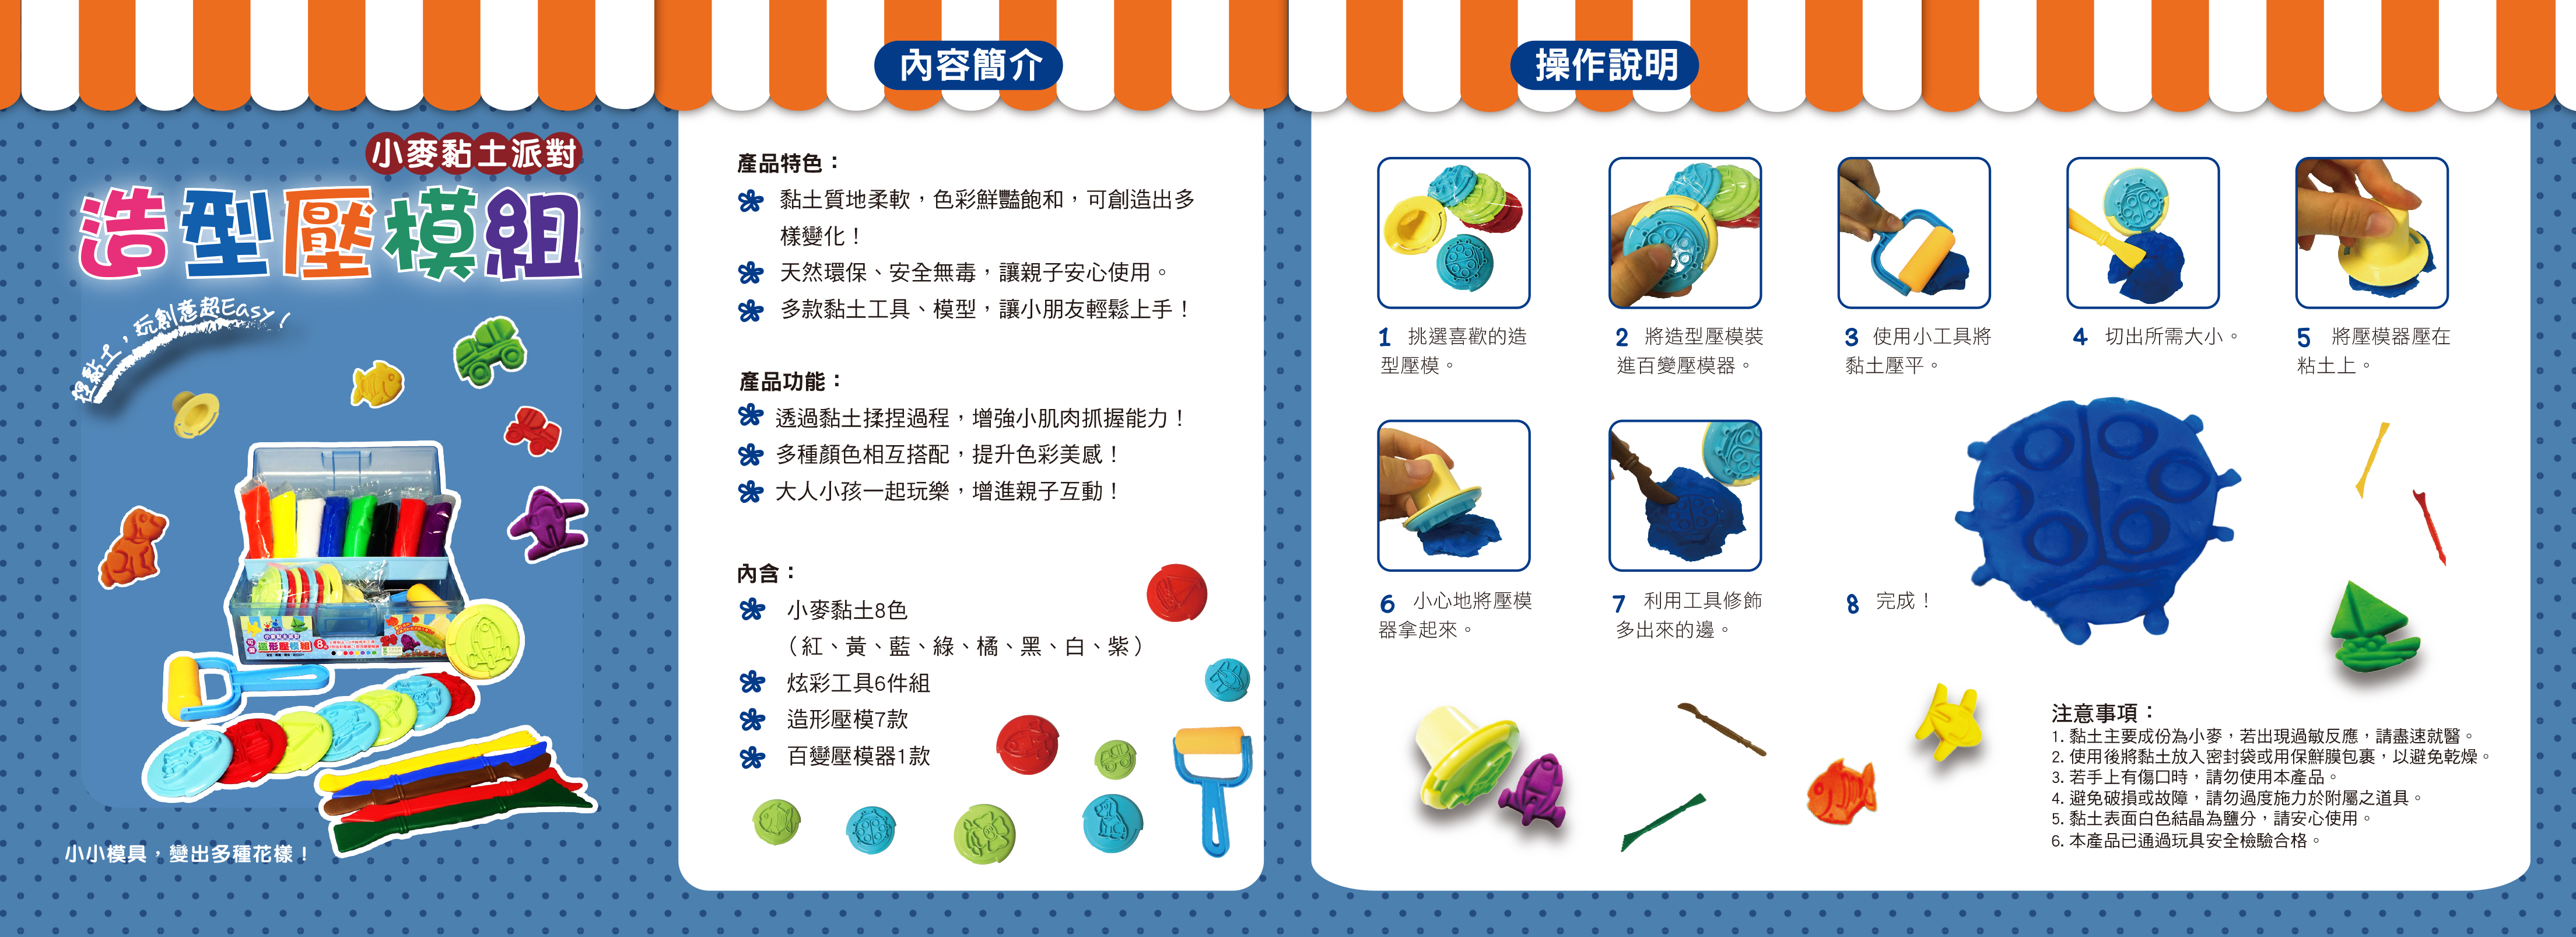 小麥黏土派對
造型壓模組
捏黏土，玩創意超Easy！
造形壓模組
小小模具，變出多種花樣！
內容簡介
產品特色：
黏土質地柔軟，色彩鮮豔飽和，可創造出多
樣變化！
天然環保、安全無毒，讓親子安心使用。
多款黏土工具、模型，讓小朋友輕鬆上手！
產品功能：
透過黏土揉捏過程，增強小肌肉抓握能力！
多種顏色相互搭配，提升色彩美感！
大人小孩一起玩樂，增進親子互動！
內含：
小麥黏土8色
（紅、黃、藍、綠、橘、黑、白、紫）
炫彩工具6件組
造形壓模7款
百變壓模器1款
操作說明
1 挑選喜歡的造
型壓模。
2 將造型壓模裝
進百變壓模器。
3 使用小工具將
黏土壓平。
4 切出所需大小。
5 將壓模器壓在
粘土上。
6 小心地將壓模
器拿起來。
7 利用工具修飾
多出來的邊。
8 完成！
注意事項：
1. 黏土主要成份為小麥，若出現過敏反應，請盡速就醫。
2. 使用後將黏土放入密封袋或用保鮮膜包裹，以避免乾燥。
3. 若手上有傷口時，請勿使用本產品。
4. 避免破損或故障，請勿過度施力於附屬之道具。
5. 黏土表面白色結晶為鹽分，請安心使用。
6. 本產品已通過玩具安全檢驗合格。